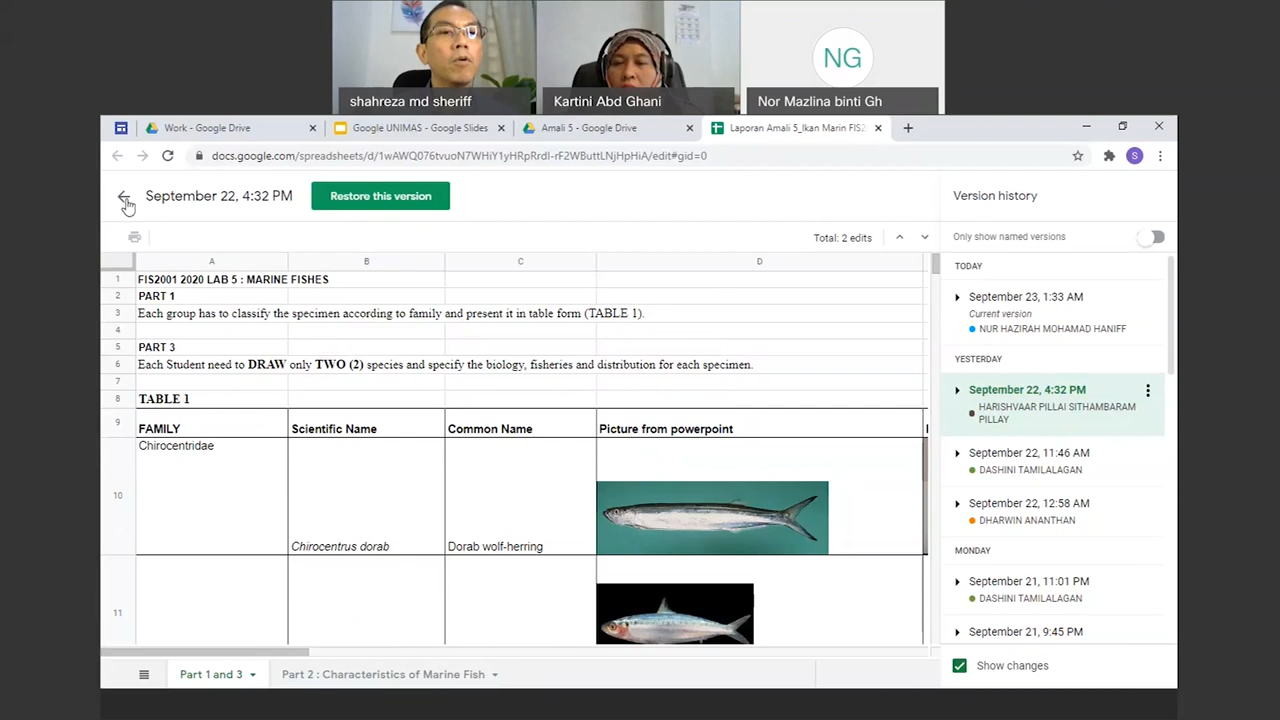 NG
shahreza md sheriff
Kartini Abd Ghani
Nor Mazlina binti Gh
Work - Google Drive
Google UNIMAS - Google Slides
Amali 5 - Google Drive
Laporan Amali 5_Ikan Marin FIS2
docs.google.com/spreadsheets/d/1wAWQ076tvuoN7WHiY1yHRpRrdI-rF2WButtLNjHpHiA/edit#gid=0
S
September 22, 4:32 PM
Restore this version
Version history
Total: 2 edits
Only show named versions
A B C D
1 FIS2001 2020 LAB 5 : MARINE FISHES
2 PART 1
3 Each group has to classify the specimen according to family and present it in table form (TABLE 1).
4
5 PART 3
6 Each Student need to DRAW only TWO (2) species and specify the biology, fisheries and distribution for each specimen.
7
8 TABLE 1
9 FAMILY Scientific Name Common Name Picture from powerpoint
Chirocentridae
10
Chirocentrus dorab Dorab wolf-herring
11
TODAY
September 23, 1:33 AM
Current version
NUR HAZIRAH MOHAMAD HANIFF
YESTERDAY
September 22, 4:32 PM
HARISHVAAR PILLAI SITHAMBARAM
PILLAY
September 22, 11:46 AM
DASHINI TAMILALAGAN
September 22, 12:58 AM
DHARWIN ANANTHAN
MONDAY
September 21, 11:01 PM
DASHINI TAMILALAGAN
September 21, 9:45 PM
Show changes
Part 1 and 3
Part 2 : Characteristics of Marine Fish